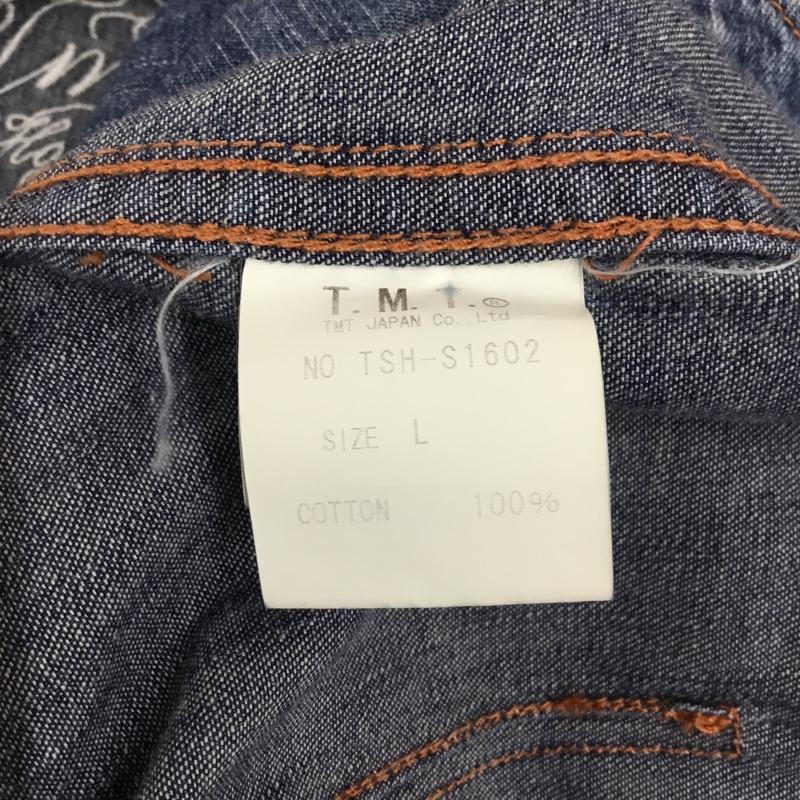 T.M.T.®
TMT JAPAN Co.,Ltd
NO TSH-S1602
SIZE L
COTTON 100%